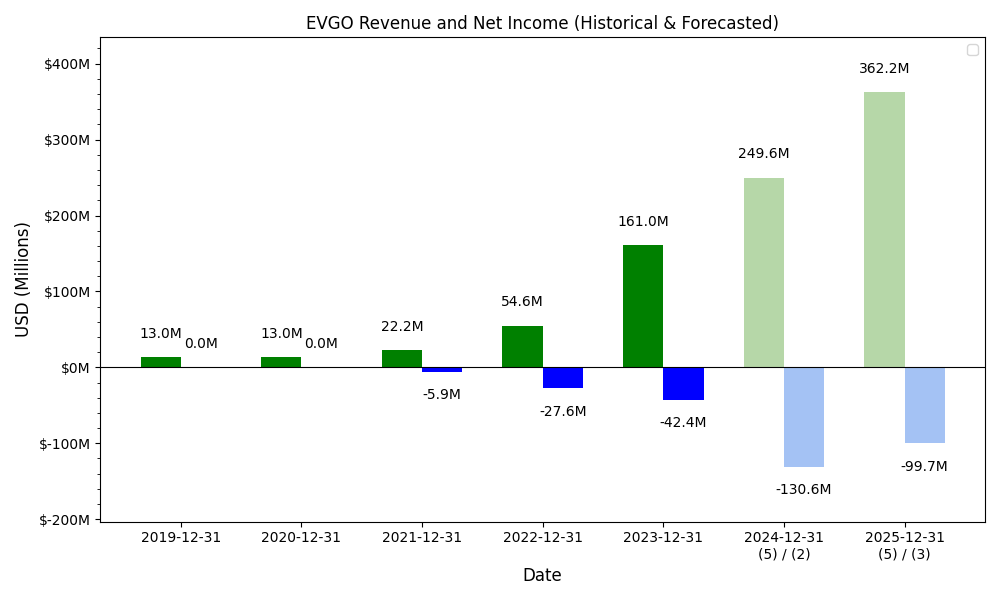 EVGO Revenue and Net Income (Historical & Forecasted)
USD (Millions)
$400M
$300M
$200M
$100M
$0M
$-100M
$-200M
13.0M
0.0M
13.0M
0.0M
22.2M
-5.9M
54.6M
-27.6M
161.0M
-42.4M
249.6M
-130.6M
362.2M
-99.7M
2019-12-31
2020-12-31
2021-12-31
2022-12-31
2023-12-31
2024-12-31
(5) / (2)
2025-12-31
(5) / (3)
Date